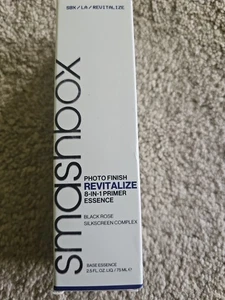 SBX / LA / REVITALIZE
smashbox
PHOTO FINISH
REVITALIZE
8-IN-1 PRIMER
ESSENCE
BLACK ROSE
SILKSCREEN COMPLEX
BASE ESSENCE
2.5 FL.OZ.LIQ. / 75 ML ℮